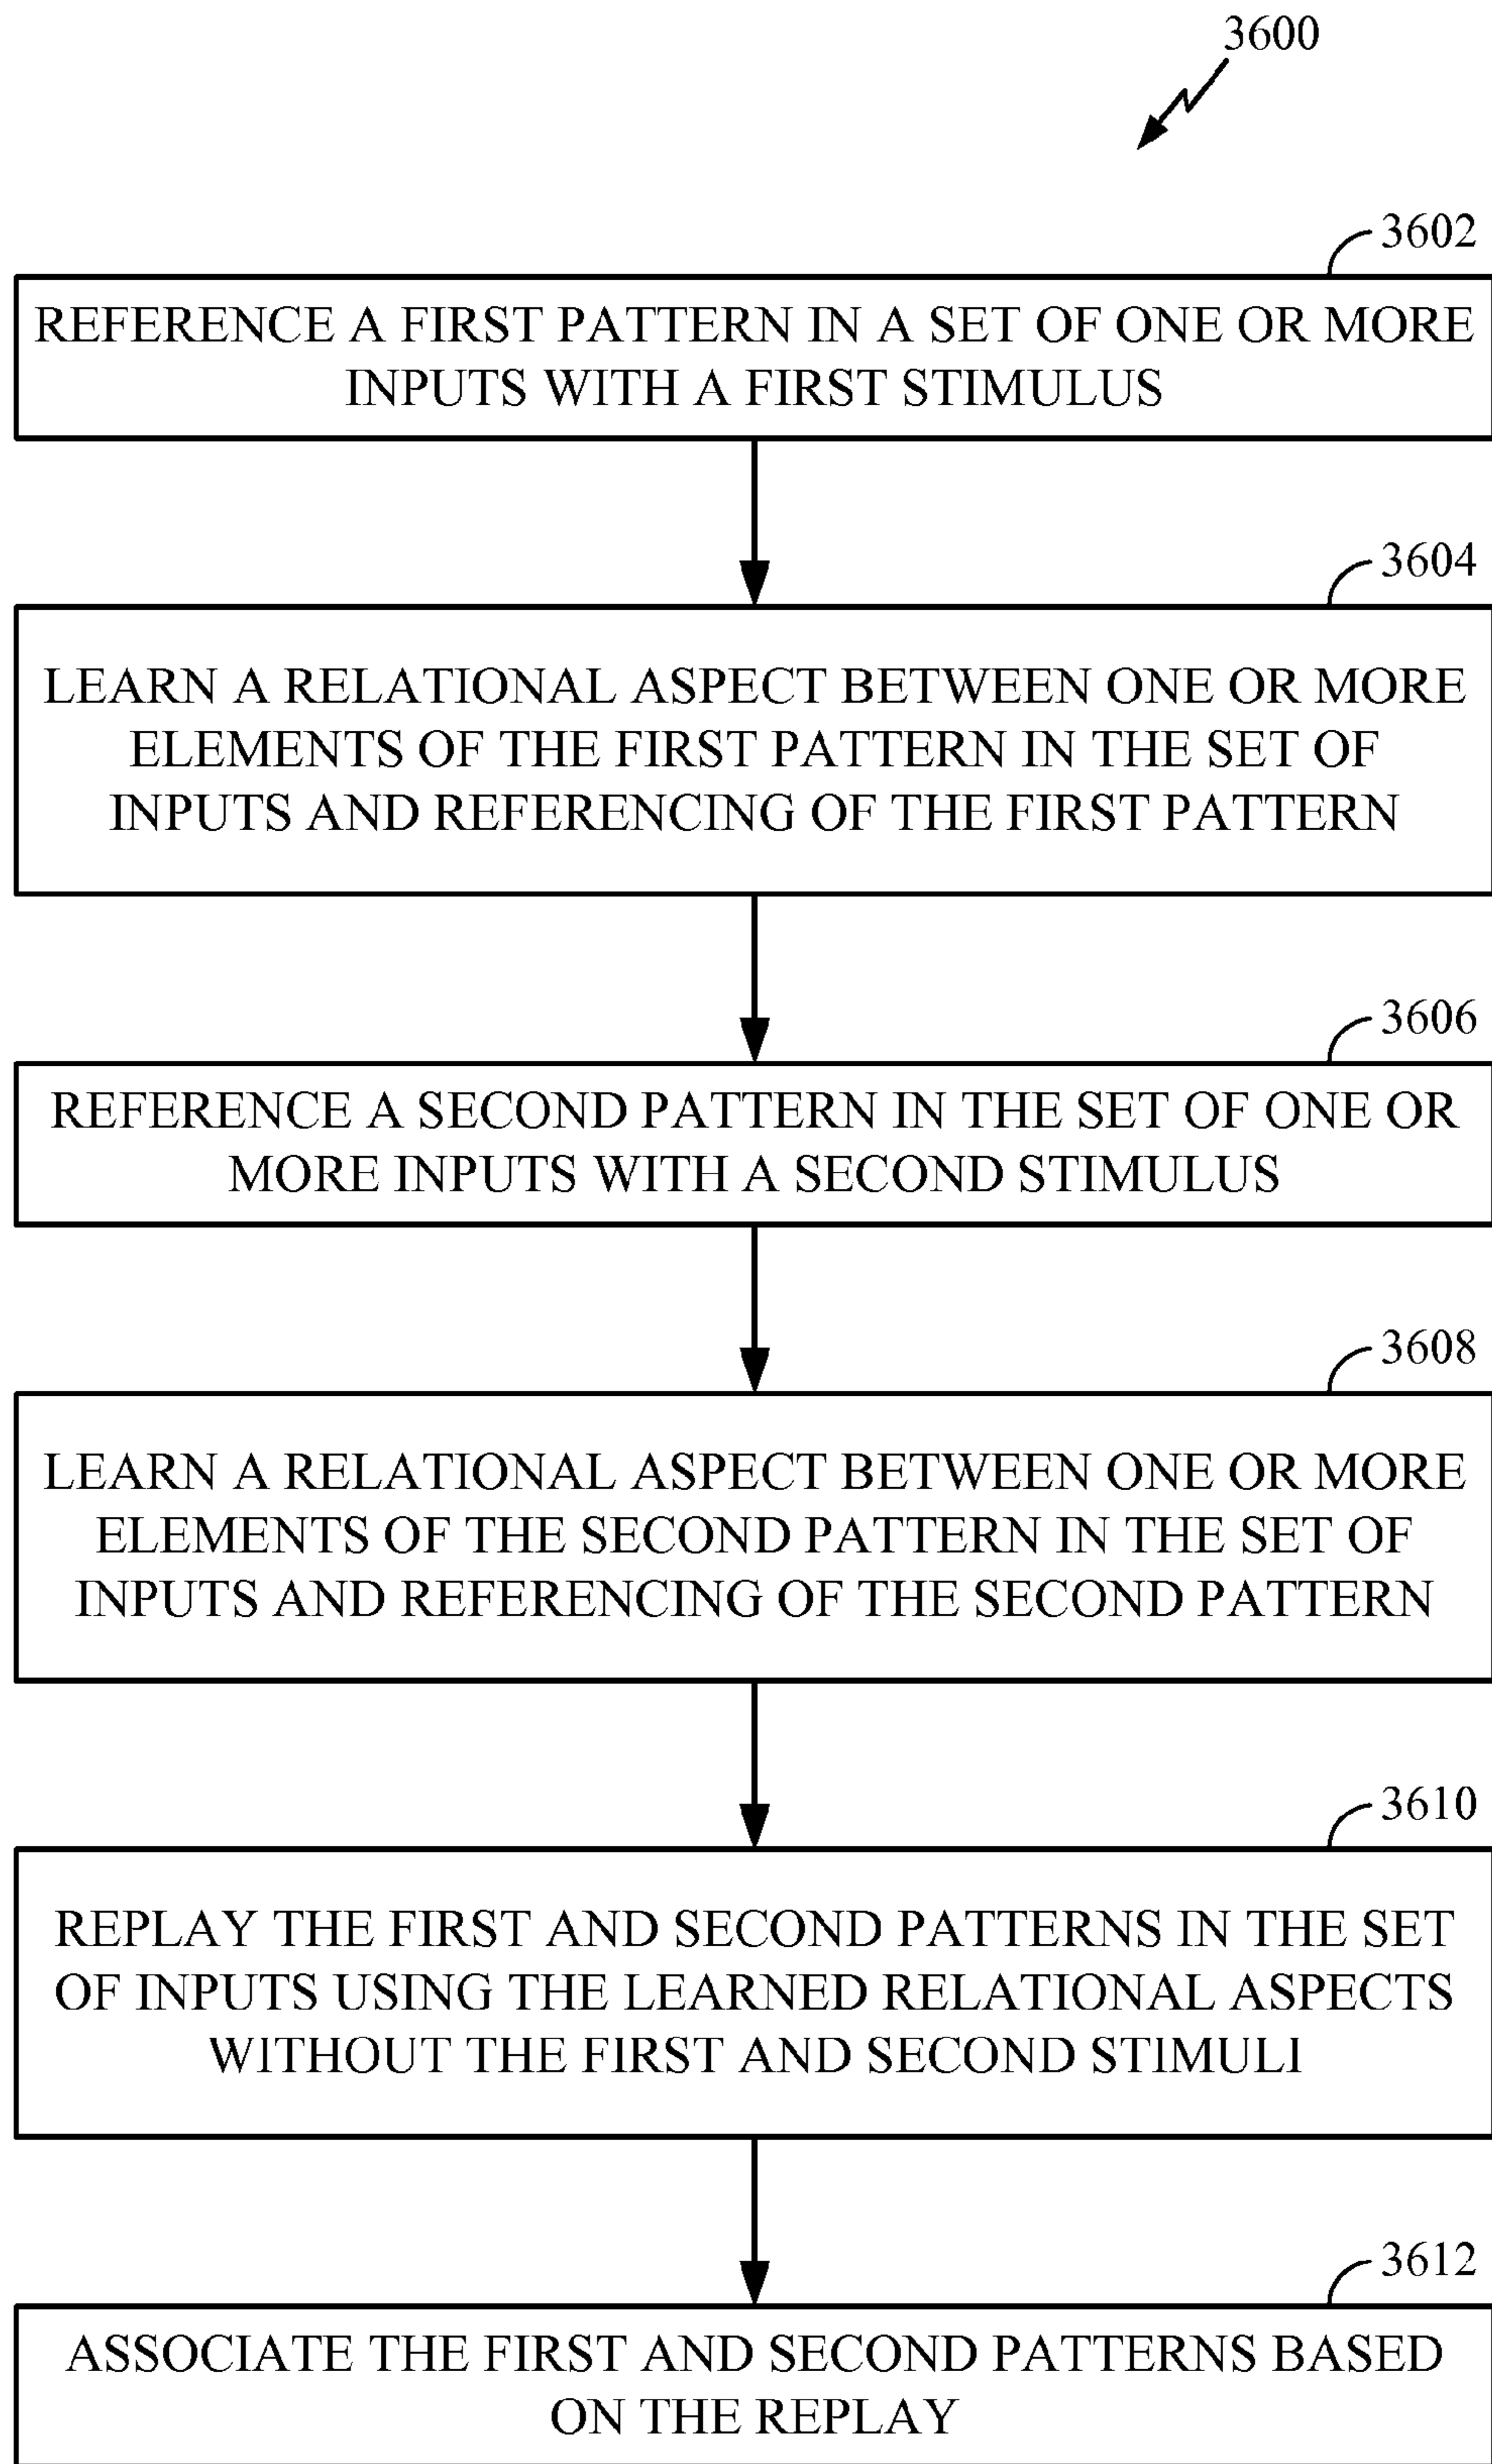 3600
3602
REFERENCE A FIRST PATTERN IN A SET OF ONE OR MORE
INPUTS WITH A FIRST STIMULUS
3604
LEARN A RELATIONAL ASPECT BETWEEN ONE OR MORE
ELEMENTS OF THE FIRST PATTERN IN THE SET OF
INPUTS AND REFERENCING OF THE FIRST PATTERN
3606
REFERENCE A SECOND PATTERN IN THE SET OF ONE OR
MORE INPUTS WITH A SECOND STIMULUS
3608
LEARN A RELATIONAL ASPECT BETWEEN ONE OR MORE
ELEMENTS OF THE SECOND PATTERN IN THE SET OF
INPUTS AND REFERENCING OF THE SECOND PATTERN
3610
REPLAY THE FIRST AND SECOND PATTERNS IN THE SET
OF INPUTS USING THE LEARNED RELATIONAL ASPECTS
WITHOUT THE FIRST AND SECOND STIMULI
3612
ASSOCIATE THE FIRST AND SECOND PATTERNS BASED
ON THE REPLAY